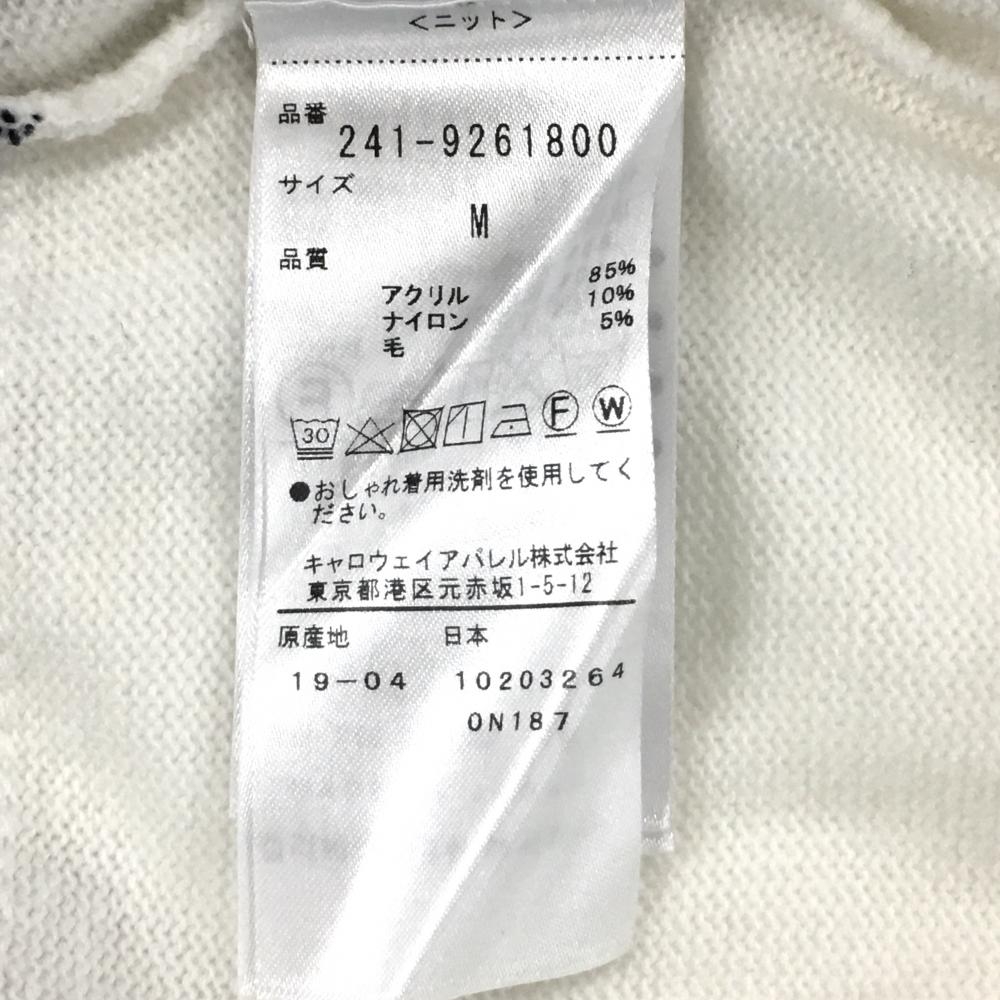 <ニット>
品番
241-9261800
サイズ
M
品質
アクリル 85%
ナイロン 10%
毛 5%
30 F W
●おしゃれ着用洗剤を使用してく
ださい。
キャロウェイアパレル株式会社
東京都港区元赤坂1-5-12
原産地 日本
19-04 10203264
0N187